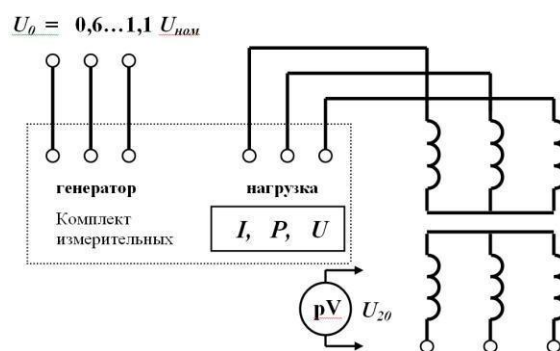 U₀ = 0,6...1,1 Uном
генератор
нагрузка
Комплект
измерительных
I, P, U
pV
U₂₀